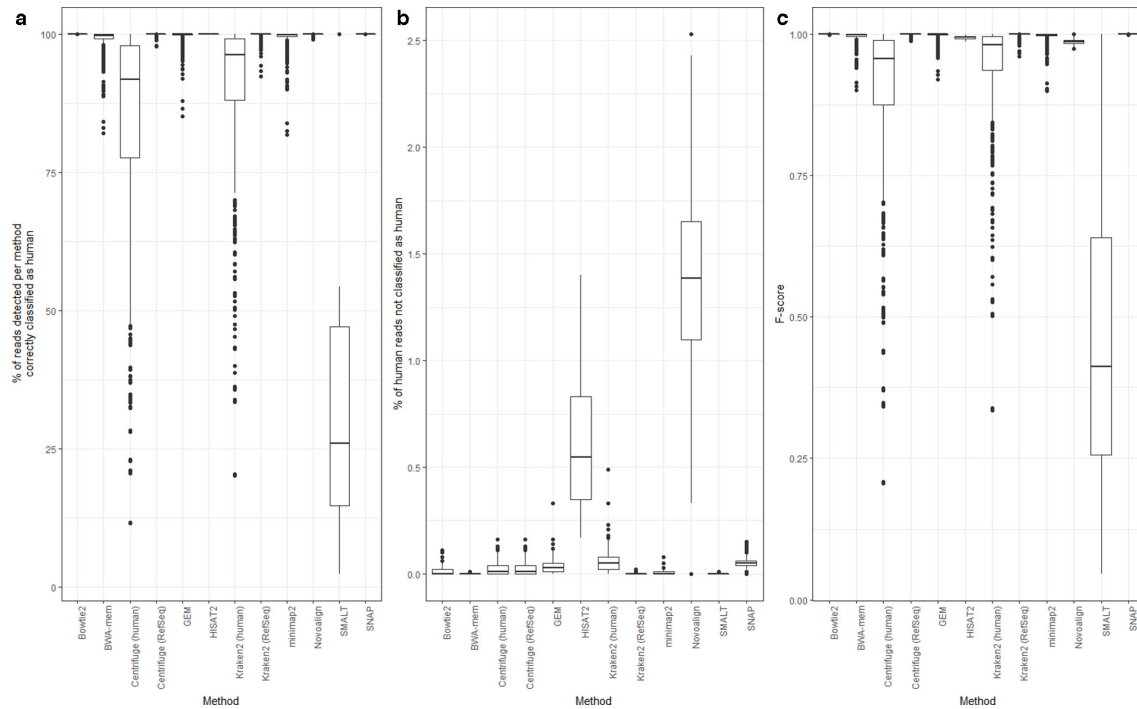 a
% of reads detected per method
correctly classified as human
100
75
50
25
0
Bowtie2
BWA-mem
Centrifuge (human)
Centrifuge (RefSeq)
GEM
HISAT2
Kraken2 (human)
Kraken2 (RefSeq)
minimap2
Novoalign
SMALT
SNAP
Method
b
% of human reads not classified as human
2.5
2.0
1.5
1.0
0.5
0.0
Bowtie2
BWA-mem
Centrifuge (human)
Centrifuge (RefSeq)
GEM
HISAT2
Kraken2 (human)
Kraken2 (RefSeq)
minimap2
Novoalign
SMALT
SNAP
Method
c
F-score
1.00
0.75
0.50
0.25
0.00
Bowtie2
BWA-mem
Centrifuge (human)
Centrifuge (RefSeq)
GEM
HISAT2
Kraken2 (human)
Kraken2 (RefSeq)
minimap2
Novoalign
SMALT
SNAP
Method